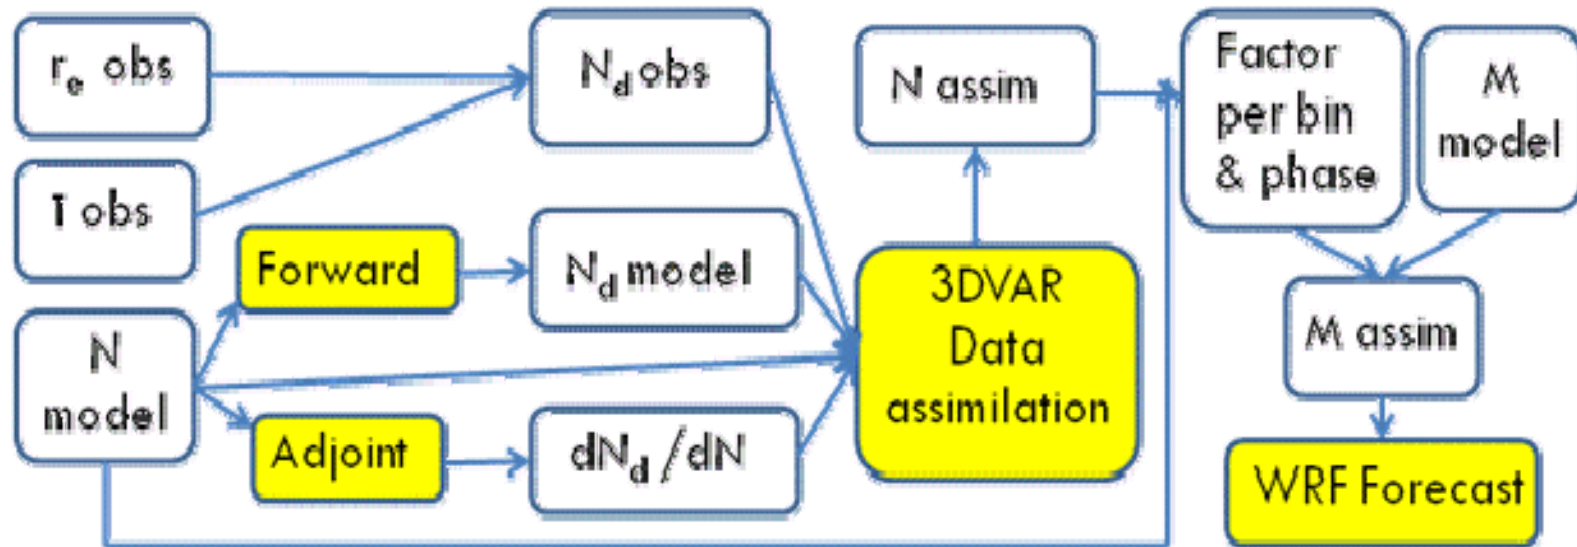 r_e obs
N_d obs
N assim
Factor
per bin
& phase
M
model
T obs
Forward
N_d model
3DVAR
Data
assimilation
M assim
N
model
Adjoint
dN_d /dN
WRF Forecast